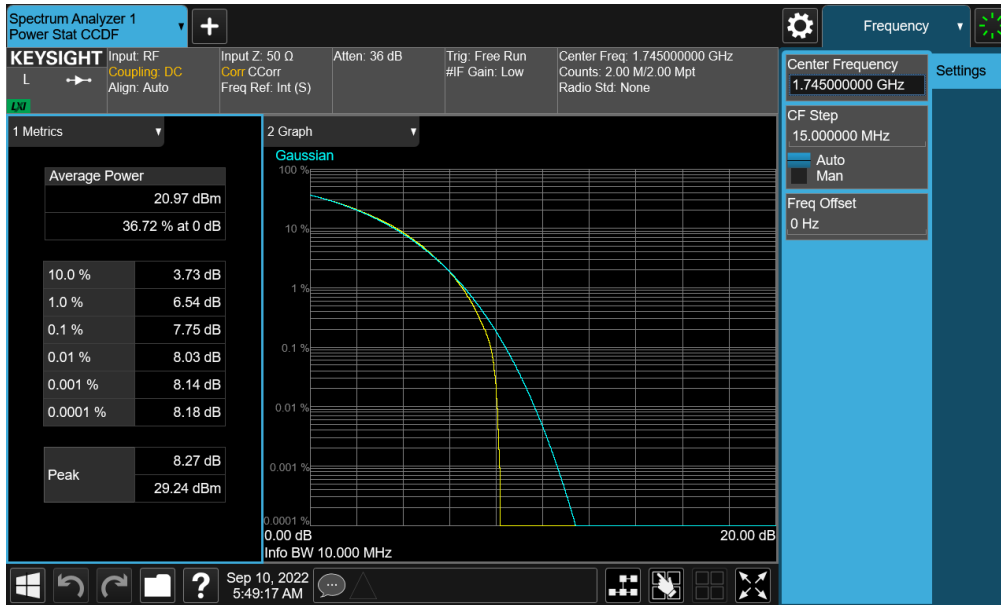 Spectrum Analyzer 1
Power Stat CCDF
Frequency
KEYSIGHT
L
LXI
Input: RF
Coupling: DC
Align: Auto
Input Z: 50 Ω
Corr CCorr
Freq Ref: Int (S)
Atten: 36 dB
Trig: Free Run
#IF Gain: Low
Center Freq: 1.745000000 GHz
Counts: 2.00 M/2.00 Mpt
Radio Std: None
Center Frequency
1.745000000 GHz
Settings
CF Step
15.000000 MHz
Auto
Man
Freq Offset
0 Hz
1 Metrics
Average Power
20.97 dBm
36.72 % at 0 dB
10.0 % 3.73 dB
1.0 % 6.54 dB
0.1 % 7.75 dB
0.01 % 8.03 dB
0.001 % 8.14 dB
0.0001 % 8.18 dB
Peak
8.27 dB
29.24 dBm
2 Graph
Gaussian
100 %
10 %
1 %
0.1 %
0.01 %
0.001 %
0.0001 %
0.00 dB 20.00 dB
Info BW 10.000 MHz
?
Sep 10, 2022
5:49:17 AM